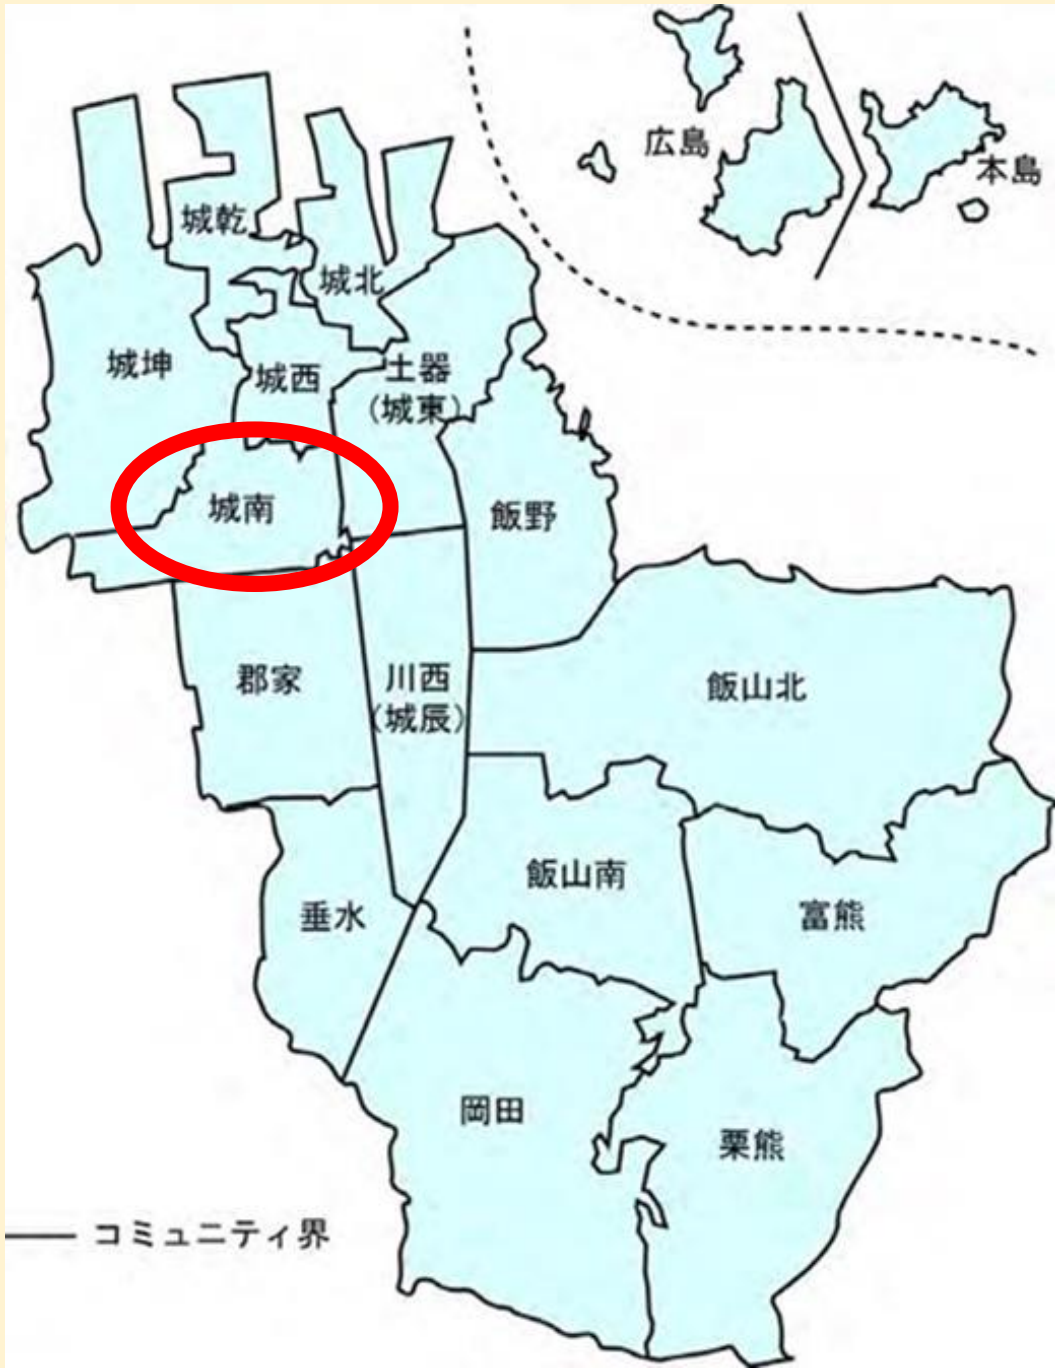 広島
本島
城乾
城北
城坤
城西
土器
(城東)
城南
飯野
郡家
川西
(城辰)
飯山北
飯山南
垂水
富熊
岡田
栗熊
コミュニティ界